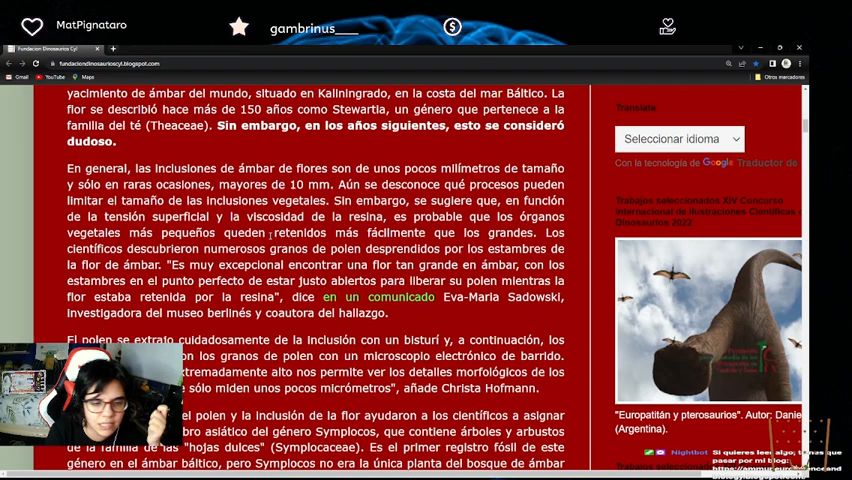 MatPignataro
gambrinus____
Fundacion Dinosaurios Cyl
fundaciondinosaurioscyl.blogspot.com
Gmail
YouTube
Maps
Otros marcadores
yacimiento de ámbar del mundo, situado en Kaliningrado, en la costa del mar Báltico. La
flor se describió hace más de 150 años como Stewartia, un género que pertenece a la
familia del té (Theaceae). Sin embargo, en los años siguientes, esto se consideró
dudoso.
En general, las inclusiones de ámbar de flores son de unos pocos milímetros de tamaño
y sólo en raras ocasiones, mayores de 10 mm. Aún se desconoce qué procesos pueden
limitar el tamaño de las inclusiones vegetales. Sin embargo, se sugiere que, en función
de la tensión superficial y la viscosidad de la resina, es probable que los órganos
vegetales más pequeños queden retenidos más fácilmente que los grandes. Los
científicos descubrieron numerosos granos de polen desprendidos por los estambres de
la flor de ámbar. "Es muy excepcional encontrar una flor tan grande en ámbar, con los
estambres en el punto perfecto de estar justo abiertos para liberar su polen mientras la
flor estaba retenida por la resina", dice en un comunicado Eva-Maria Sadowski,
investigadora del museo berlinés y coautora del hallazgo.
El polen se extrajo cuidadosamente de la inclusión con un bisturí y, a continuación, los
on los granos de polen con un microscopio electrónico de barrido.
xtremadamente alto nos permite ver los detalles morfológicos de los
e sólo miden unos pocos micrómetros", añade Christa Hofmann.
el polen y la inclusión de la flor ayudaron a los científicos a asignar
bro asiático del género Symplocos, que contiene árboles y arbustos
de la familia de las "hojas dulces" (Symplocaceae). Es el primer registro fósil de este
género en el ámbar báltico, pero Symplocos no era la única planta del bosque de ámbar
Translate
Seleccionar idioma
Con la tecnología de Google Traductor de
Trabajos seleccionados XIV Concurso
Internacional de Ilustraciones Científicas de
Dinosaurios 2022
"Europatitán y pterosaurios". Autor: Danie
(Argentina).
Trabajos seleccionados
Nightbot: Si quieres leer algo, temas que
pasar por mi blog: